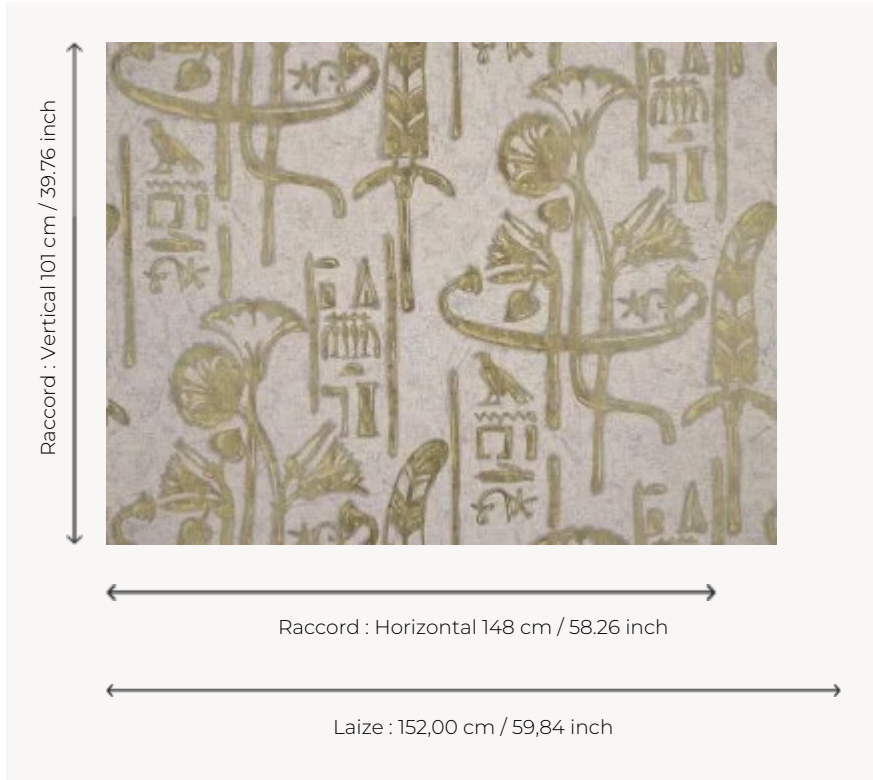 Raccord : Vertical 101 cm / 39.76 inch
Raccord : Horizontal 148 cm / 58.26 inch
Laize : 152,00 cm / 59,84 inch